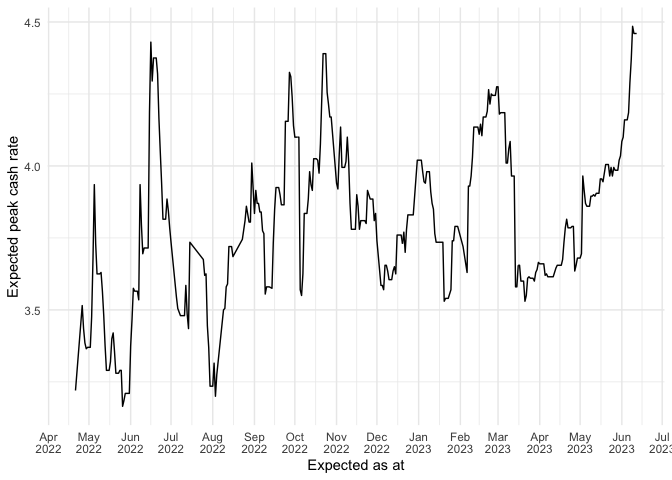 Expected peak cash rate
4.5
4.0
3.5
Apr May Jun Jul Aug Sep Oct Nov Dec Jan Feb Mar Apr May Jun Jul
2022 2022 2022 2022 2022 2022 2022 2022 2022 2023 2023 2023 2023 2023 2023 2023
Expected as at